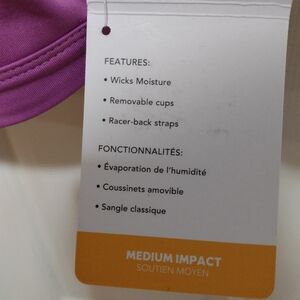 FEATURES:
• Wicks Moisture
• Removable cups
• Racer-back straps
FONCTIONNALITÉS:
• Évaporation de l'humidité
• Coussinets amovible
• Sangle classique
MEDIUM IMPACT
SOUTIEN MOYEN